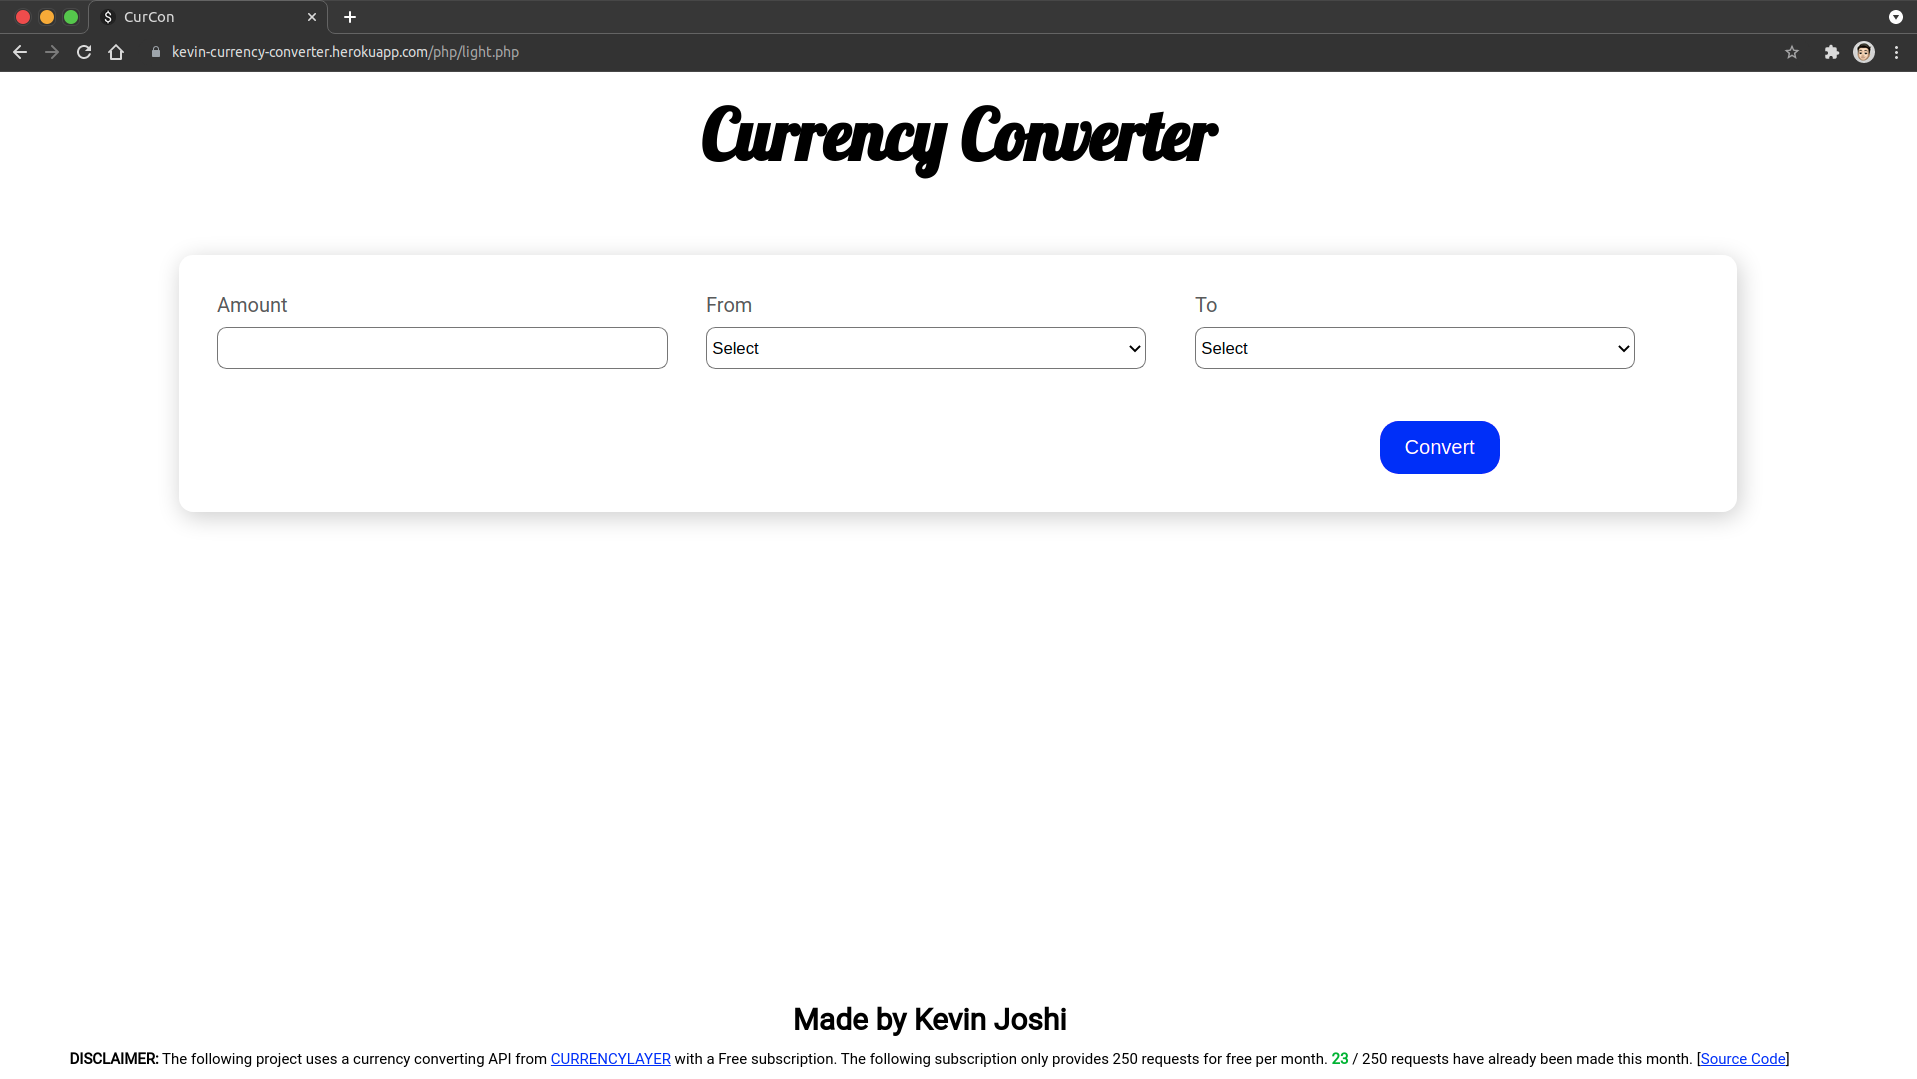 CurCon
kevin-currency-converter.herokuapp.com/php/light.php
Currency Converter
Amount
From
To
Select
Select
Convert
Made by Kevin Joshi
DISCLAIMER: The following project uses a currency converting API from CURRENCYLAYER with a Free subscription. The following subscription only provides 250 requests for free per month. 23 / 250 requests have already been made this month. [Source Code]